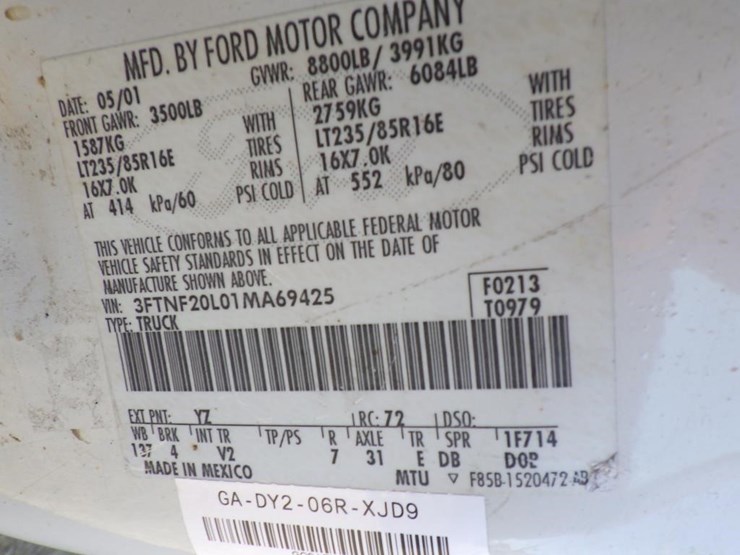 MFD. BY FORD MOTOR COMPANY
DATE: 05/01 GVWR: 8800LB/ 3991KG
FRONT GAWR: 3500LB REAR GAWR: 6084LB
1587KG WITH 2759KG WITH
LT235/85R16E TIRES LT235/85R16E TIRES
16X7.0K RIMS 16X7.0K RIMS
AT 414 kPa/60 PSI COLD AT 552 kPa/80 PSI COLD
THIS VEHICLE CONFORMS TO ALL APPLICABLE FEDERAL MOTOR
VEHICLE SAFETY STANDARDS IN EFFECT ON THE DATE OF
MANUFACTURE SHOWN ABOVE.
VIN: 3FTNF20L01MA69425 F0213
TYPE: TRUCK T0979
EXT PNT: YZ RC: 72 DSO:
WB BRK INT TR TP/PS R AXLE TR SPR 1F714
137 4 V2 7 31 E DB
MADE IN MEXICO MTU ▽ F85B-1520472-AB
GA-DY2-06R-XJD9